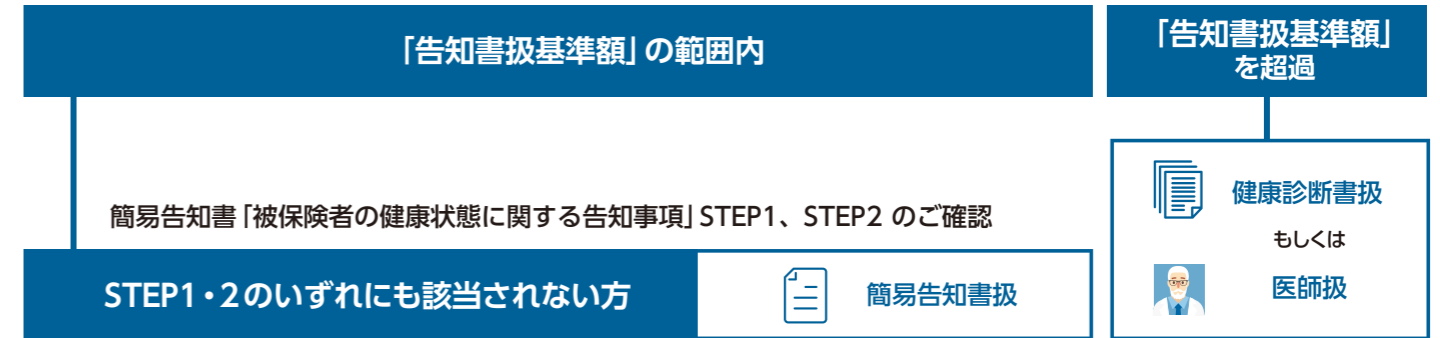 「告知書扱基準額」の範囲内
「告知書扱基準額」
を超過
簡易告知書「被保険者の健康状態に関する告知事項」STEP1、STEP2 のご確認
STEP1・2のいずれにも該当されない方
簡易告知書扱
健康診断書扱
もしくは
医師扱